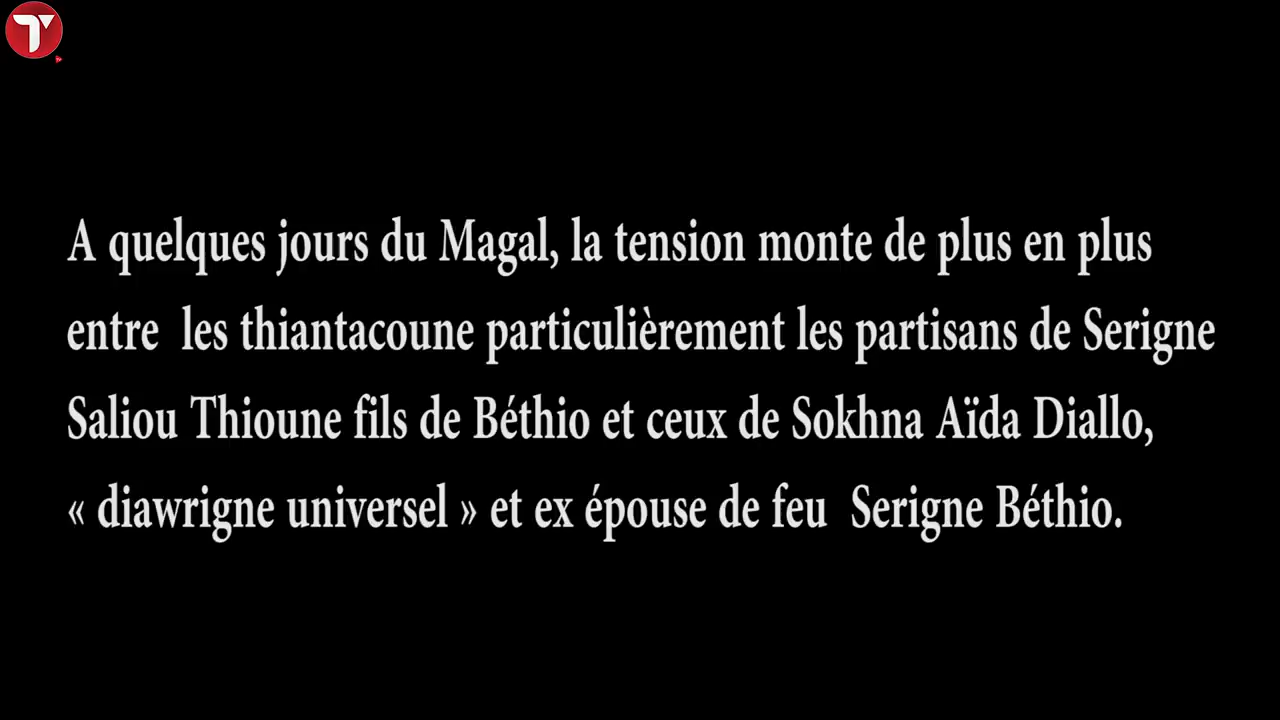 A quelques jours du Magal, la tension monte de plus en plus
entre les thiantacoune particulièrement les partisans de Serigne
Saliou Thioune fils de Béthio et ceux de Sokhna Aïda Diallo,
« diawrigne universel » et ex épouse de feu Serigne Béthio.